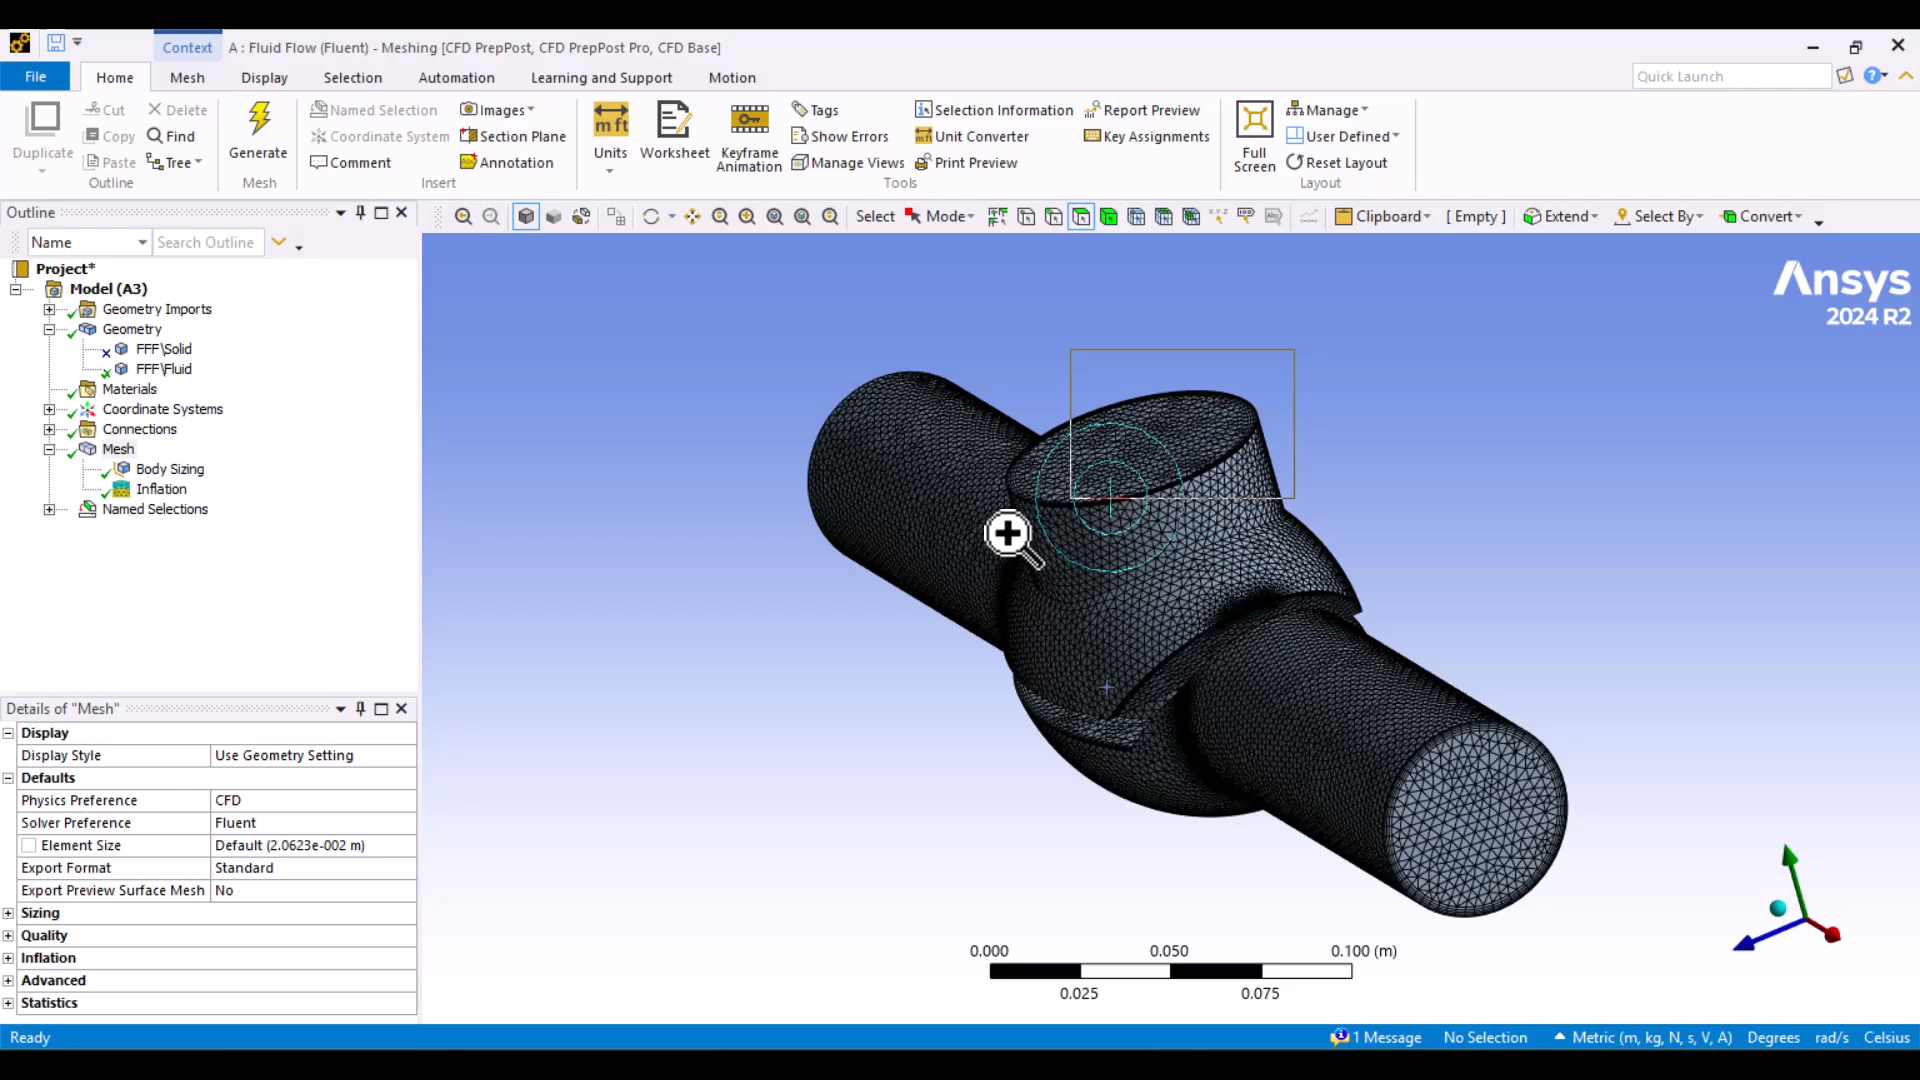 Context
A : Fluid Flow (Fluent) - Meshing [CFD PrepPost, CFD PrepPost Pro, CFD Base]
File Home Mesh Display Selection Automation Learning and Support Motion
Quick Launch
Duplicate
Cut
Copy
Paste
Delete
Find
Tree
Outline
Generate
Mesh
Named Selection
Coordinate System
Comment
Images
Section Plane
Annotation
Insert
m ft
Units
Worksheet
Keyframe
Animation
Tags
Show Errors
Manage Views
Selection Information
Unit Converter
Print Preview
Report Preview
Key Assignments
Tools
Full
Screen
Manage
User Defined
Reset Layout
Layout
Outline
Name
Search Outline
Select Mode Clipboard [ Empty ] Extend Select By Convert
Project*
Model (A3)
Geometry Imports
Geometry
FFF\Solid
FFF\Fluid
Materials
Coordinate Systems
Connections
Mesh
Body Sizing
Inflation
Named Selections
Ansys
2024 R2
Details of "Mesh"
Display
Display Style Use Geometry Setting
Defaults
Physics Preference CFD
Solver Preference Fluent
Element Size Default (2.0623e-002 m)
Export Format Standard
Export Preview Surface Mesh No
Sizing
Quality
Inflation
Advanced
Statistics
0.000 0.050 0.100 (m)
0.025 0.075
Ready
1 Message No Selection Metric (m, kg, N, s, V, A) Degrees rad/s Celsius